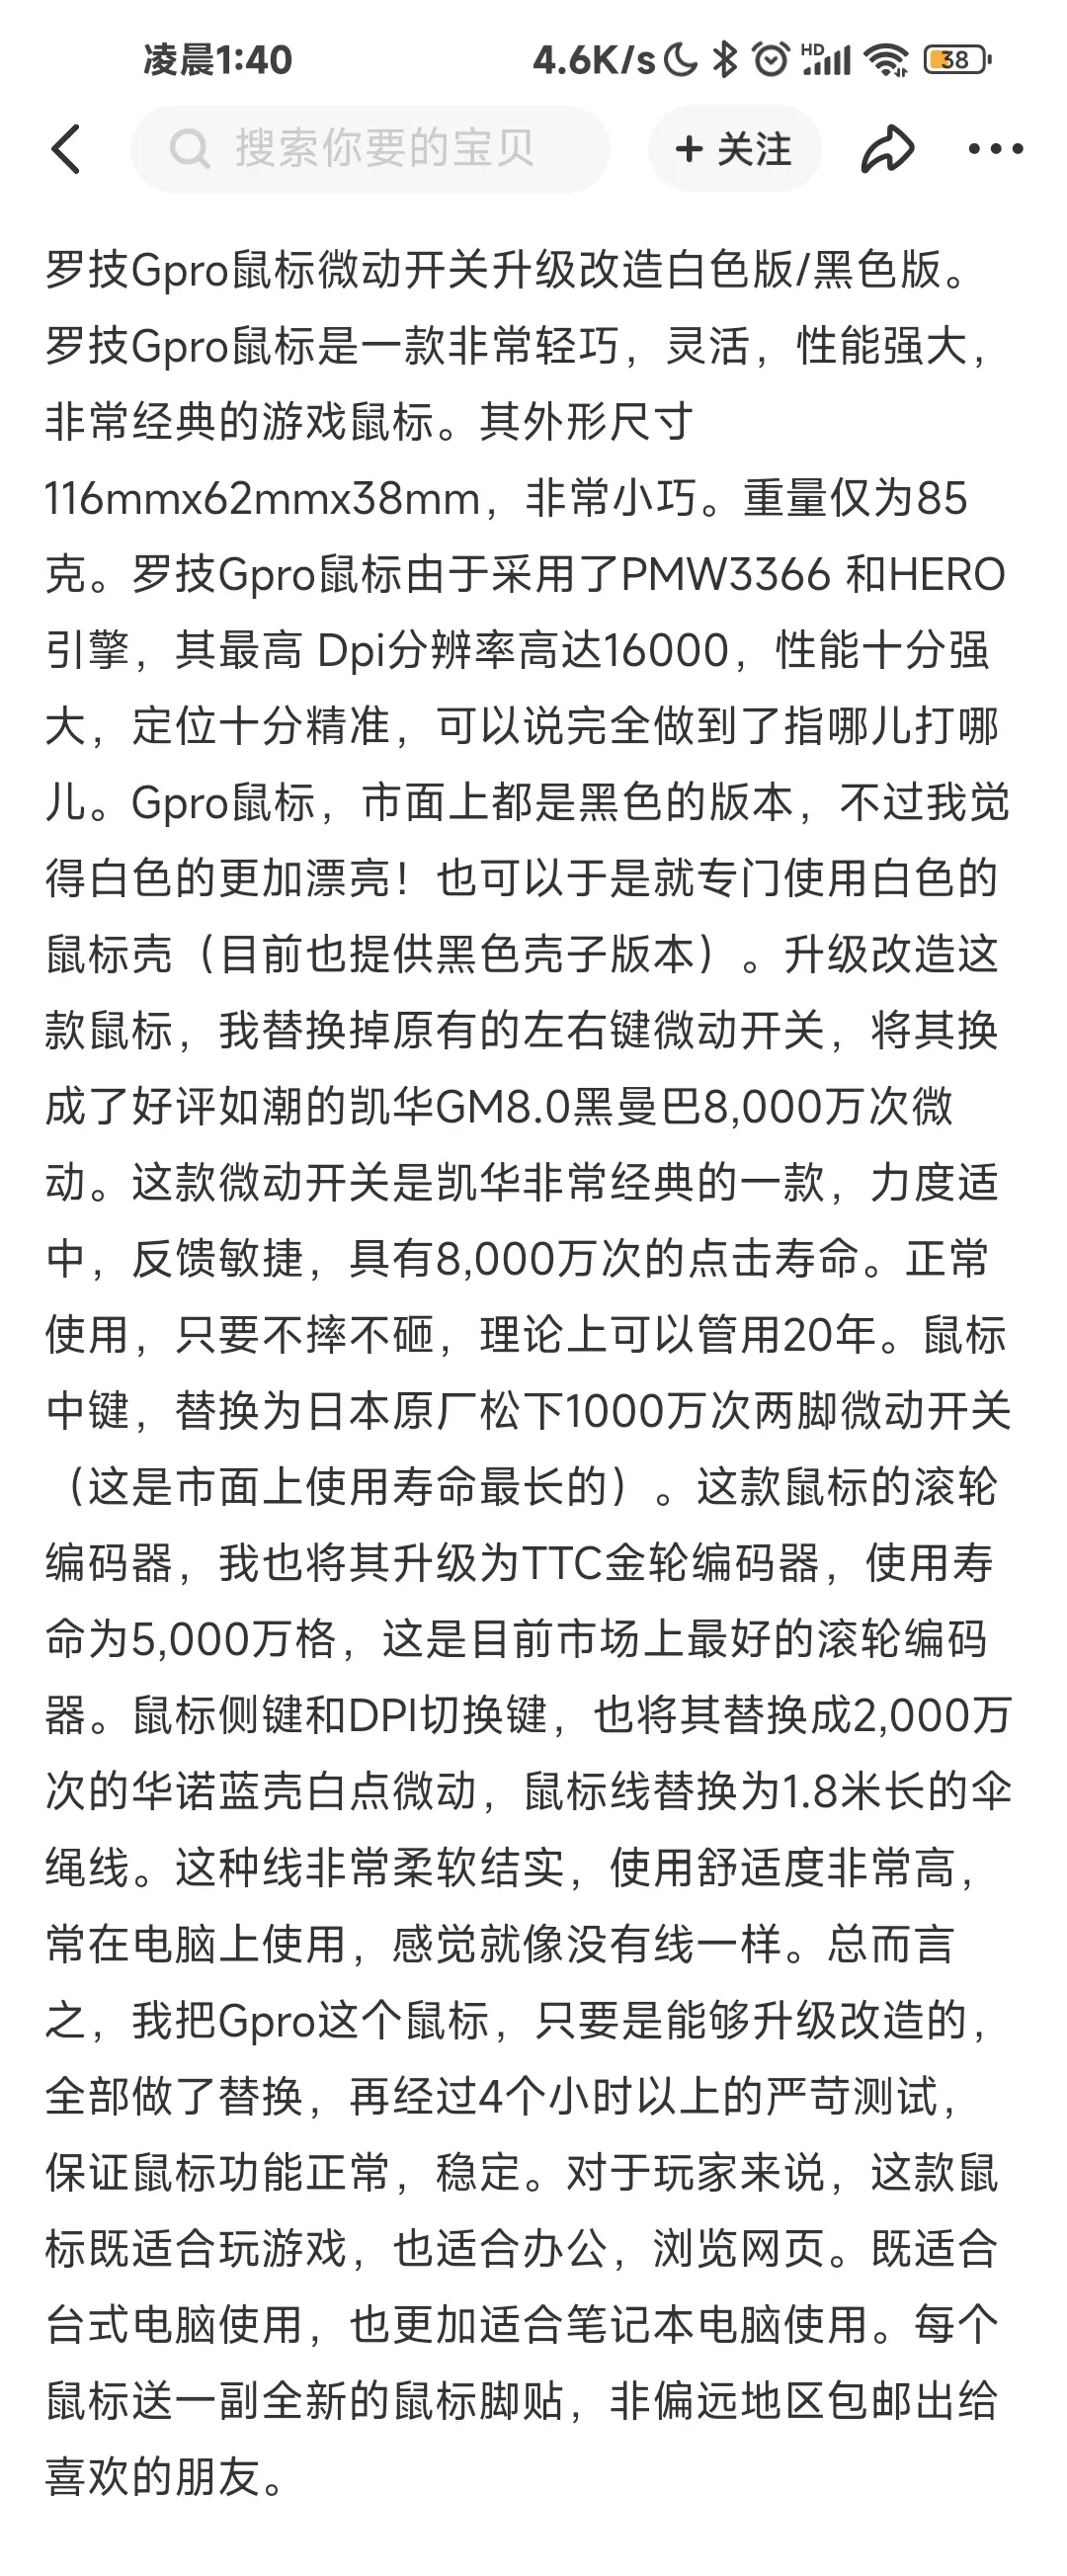 凌晨1:40 4.6K/s HD 38
搜索你要的宝贝 + 关注
罗技Gpro鼠标微动开关升级改造白色版/黑色版。
罗技Gpro鼠标是一款非常轻巧，灵活，性能强大，
非常经典的游戏鼠标。其外形尺寸
116mmx62mmx38mm，非常小巧。重量仅为85
克。罗技Gpro鼠标由于采用了PMW3366 和HERO
引擎，其最高 Dpi分辨率高达16000，性能十分强
大，定位十分精准，可以说完全做到了指哪儿打哪
儿。Gpro鼠标，市面上都是黑色的版本，不过我觉
得白色的更加漂亮！也可以于是就专门使用白色的
鼠标壳（目前也提供黑色壳子版本）。升级改造这
款鼠标，我替换掉原有的左右键微动开关，将其换
成了好评如潮的凯华GM8.0黑曼巴8,000万次微
动。这款微动开关是凯华非常经典的一款，力度适
中，反馈敏捷，具有8,000万次的点击寿命。正常
使用，只要不摔不砸，理论上可以管用20年。鼠标
中键，替换为日本原厂松下1000万次两脚微动开关
（这是市面上使用寿命最长的）。这款鼠标的滚轮
编码器，我也将其升级为TTC金轮编码器，使用寿
命为5,000万格，这是目前市场上最好的滚轮编码
器。鼠标侧键和DPI切换键，也将其替换成2,000万
次的华诺蓝壳白点微动，鼠标线替换为1.8米长的伞
绳线。这种线非常柔软结实，使用舒适度非常高，
常在电脑上使用，感觉就像没有线一样。总而言
之，我把Gpro这个鼠标，只要是能够升级改造的，
全部做了替换，再经过4个小时以上的严苛测试，
保证鼠标功能正常，稳定。对于玩家来说，这款鼠
标既适合玩游戏，也适合办公，浏览网页。既适合
台式电脑使用，也更加适合笔记本电脑使用。每个
鼠标送一副全新的鼠标脚贴，非偏远地区包邮出给
喜欢的朋友。